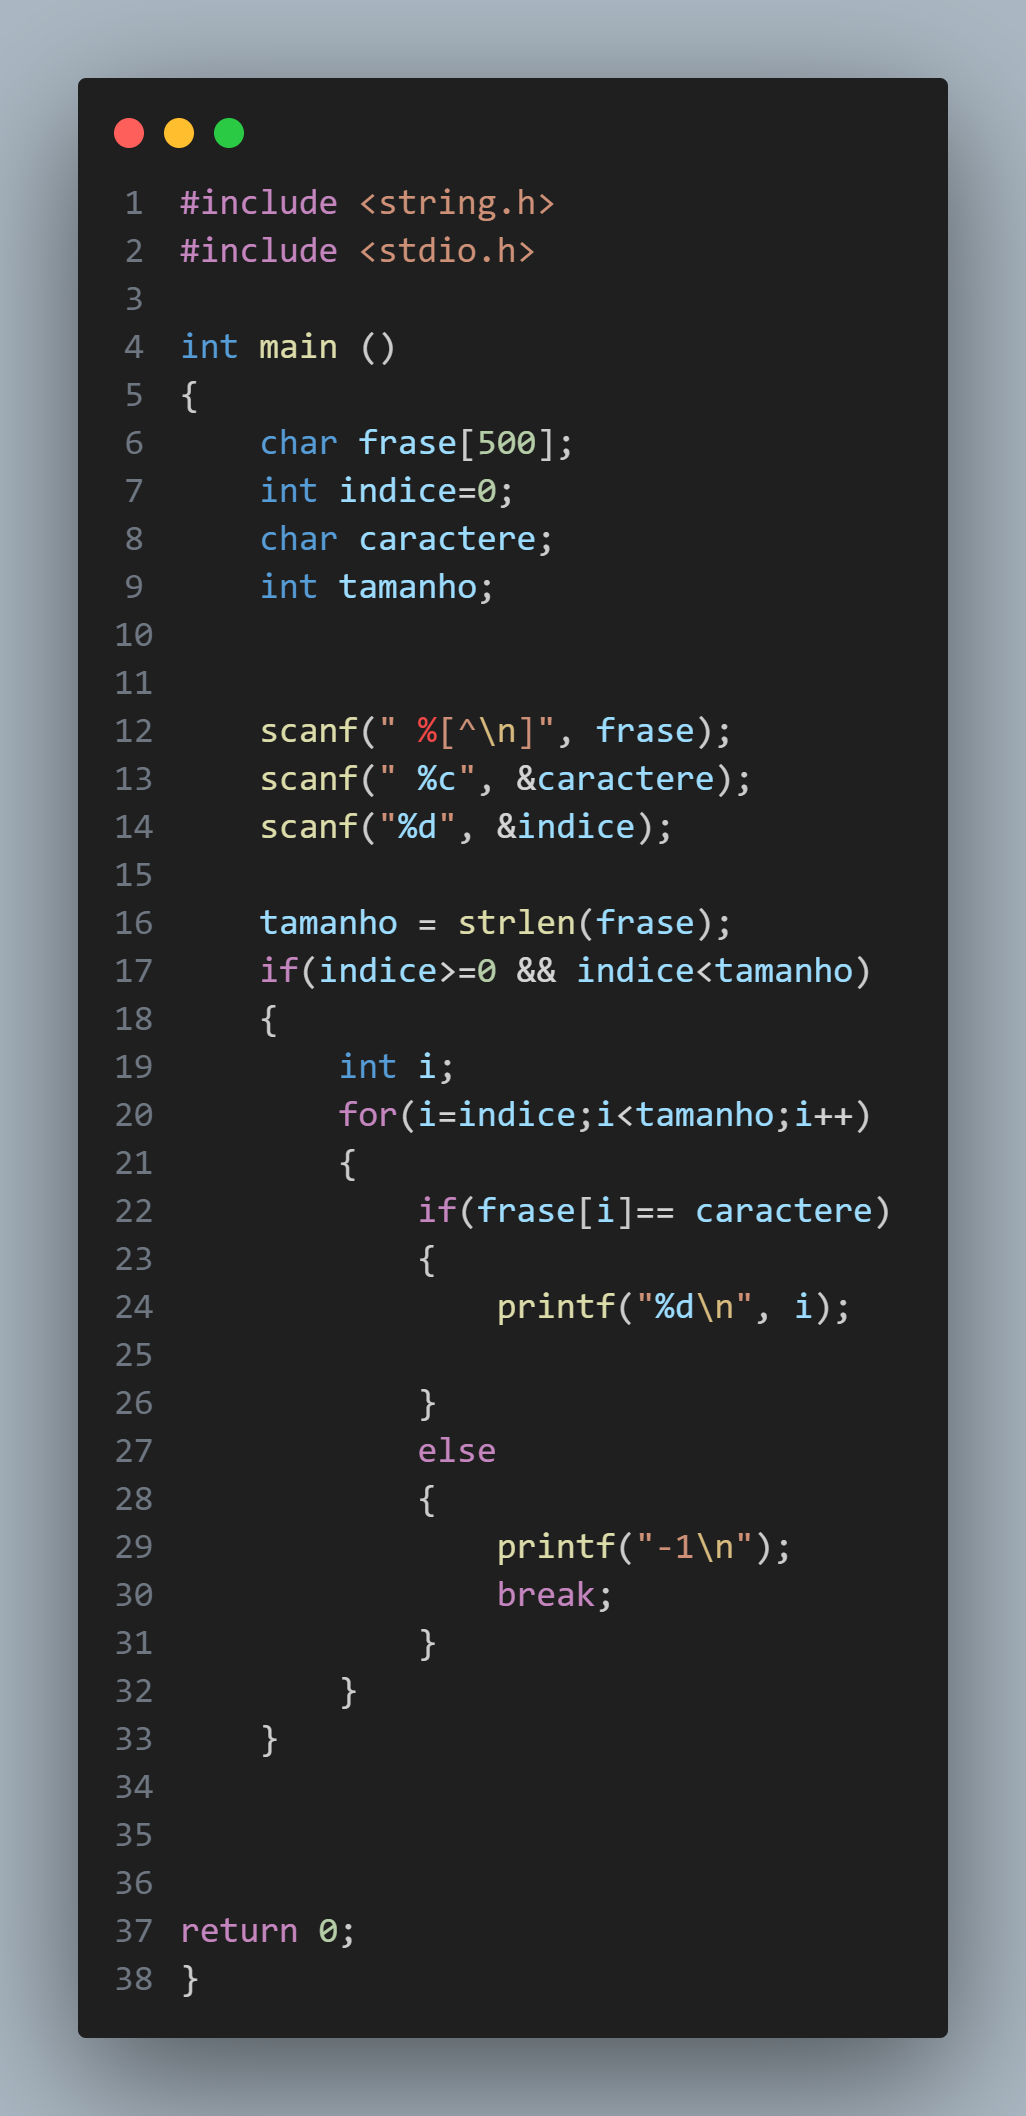 1 #include <string.h>
2 #include <stdio.h>
3
4 int main ()
5 {
6     char frase[500];
7     int indice=0;
8     char caractere;
9     int tamanho;
10
11
12     scanf(" %[^\n]", frase);
13     scanf(" %c", &caractere);
14     scanf("%d", &indice);
15
16     tamanho = strlen(frase);
17     if(indice>=0 && indice<tamanho)
18     {
19         int i;
20         for(i=indice;i<tamanho;i++)
21         {
22             if(frase[i]== caractere)
23             {
24                 printf("%d\n", i);
25
26             }
27             else
28             {
29                 printf("-1\n");
30                 break;
31             }
32         }
33     }
34
35
36
37 return 0;
38 }